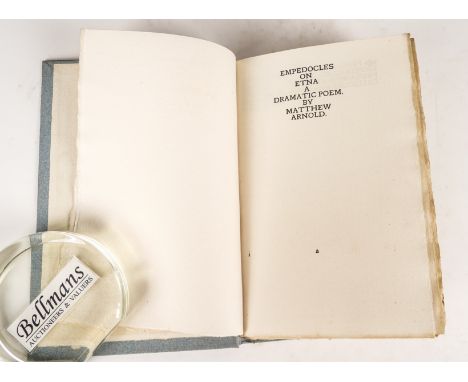 EMPEDOCLES
ON
ETNA
A
DRAMATIC POEM.
BY
MATTHEW
ARNOLD.
Bellmans
AUCTIONEERS & VALUERS